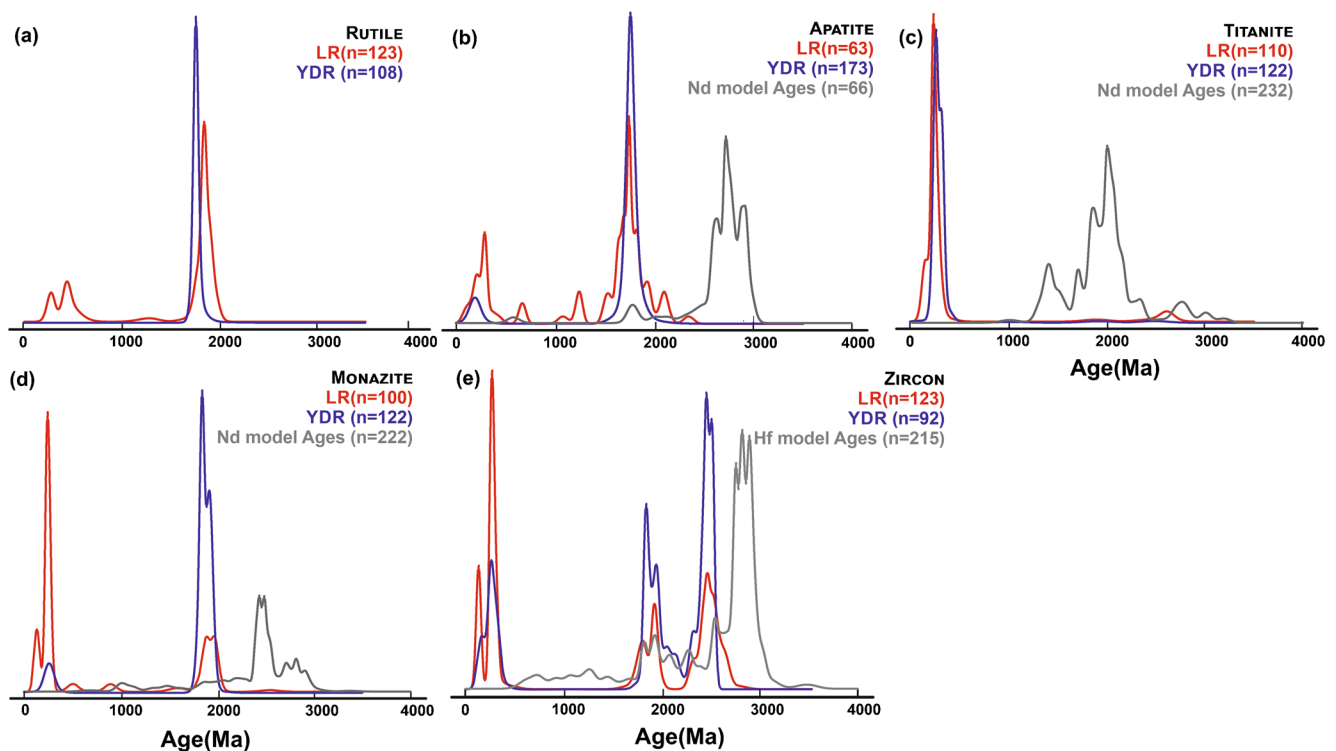 (a)
RUTILE
LR(n=123)
YDR (n=108)
0 1000 2000 3000 4000
(b)
APATITE
LR(n=63)
YDR (n=173)
Nd model Ages (n=66)
0 1000 2000 3000 4000
(c)
TITANITE
LR(n=110)
YDR (n=122)
Nd model Ages (n=232)
0 1000 2000 3000 4000
Age(Ma)
(d)
MONAZITE
LR(n=100)
YDR (n=122)
Nd model Ages (n=222)
0 1000 2000 3000 4000
Age(Ma)
(e)
ZIRCON
LR(n=123)
YDR (n=92)
Hf model Ages (n=215)
0 1000 2000 3000 4000
Age(Ma)